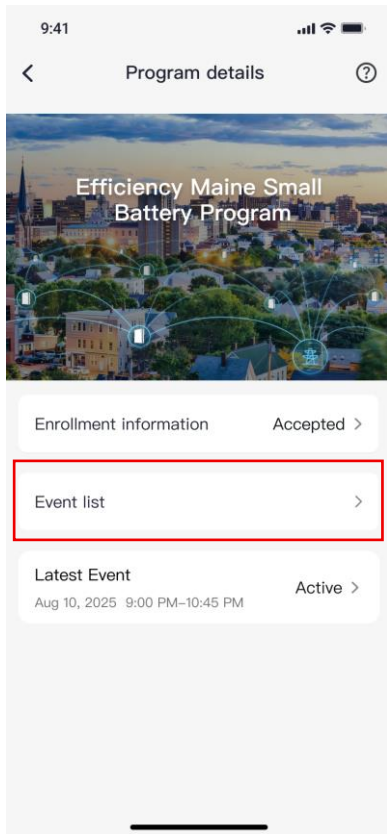 9:41
Program details
Efficiency Maine Small
Battery Program
Enrollment information Accepted
Event list
Latest Event
Active
Aug 10, 2025 9:00 PM–10:45 PM